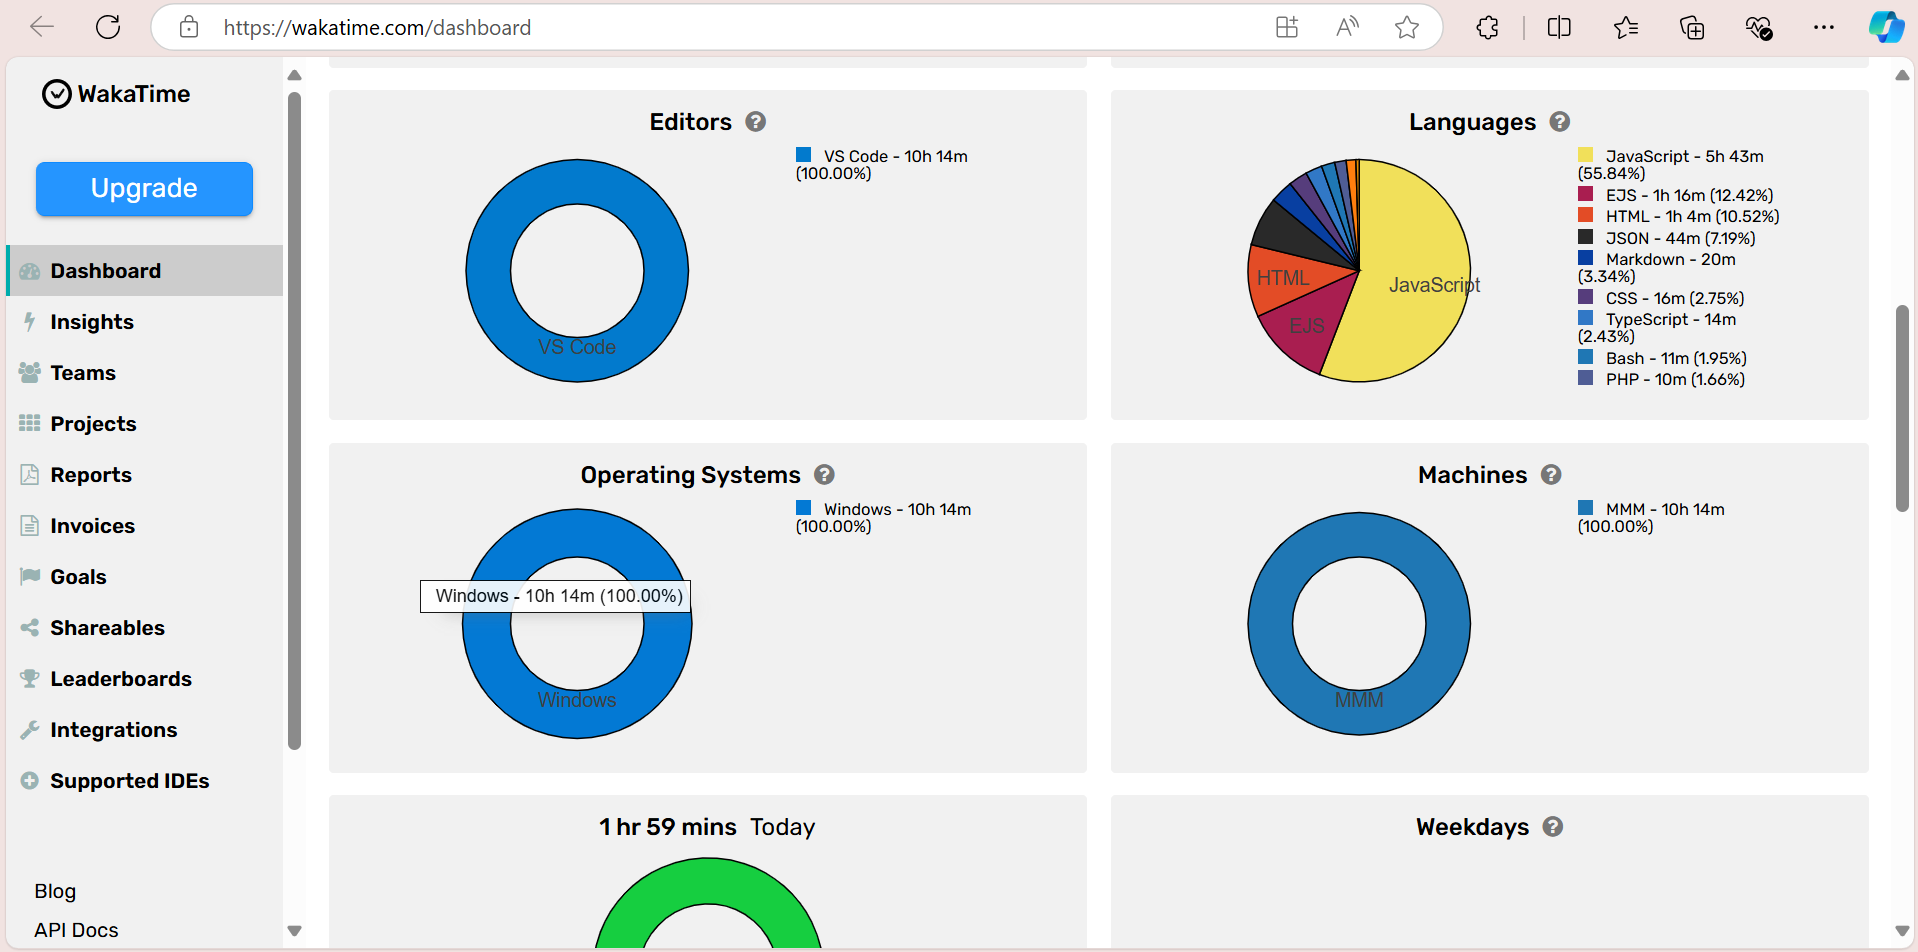 https://wakatime.com/dashboard
WakaTime
Upgrade
Dashboard
Insights
Teams
Projects
Reports
Invoices
Goals
Shareables
Leaderboards
Integrations
Supported IDEs
Blog
API Docs
Editors ?
VS Code - 10h 14m
(100.00%)
VS Code
Languages ?
JavaScript - 5h 43m
(55.84%)
EJS - 1h 16m (12.42%)
HTML - 1h 4m (10.52%)
JSON - 44m (7.19%)
Markdown - 20m
(3.34%)
CSS - 16m (2.75%)
TypeScript - 14m
(2.43%)
Bash - 11m (1.95%)
PHP - 10m (1.66%)
HTML
JavaScript
EJS
Operating Systems ?
Windows - 10h 14m
(100.00%)
Windows - 10h 14m (100.00%)
Windows
Machines ?
MMM - 10h 14m
(100.00%)
MMM
1 hr 59 mins Today
Weekdays ?